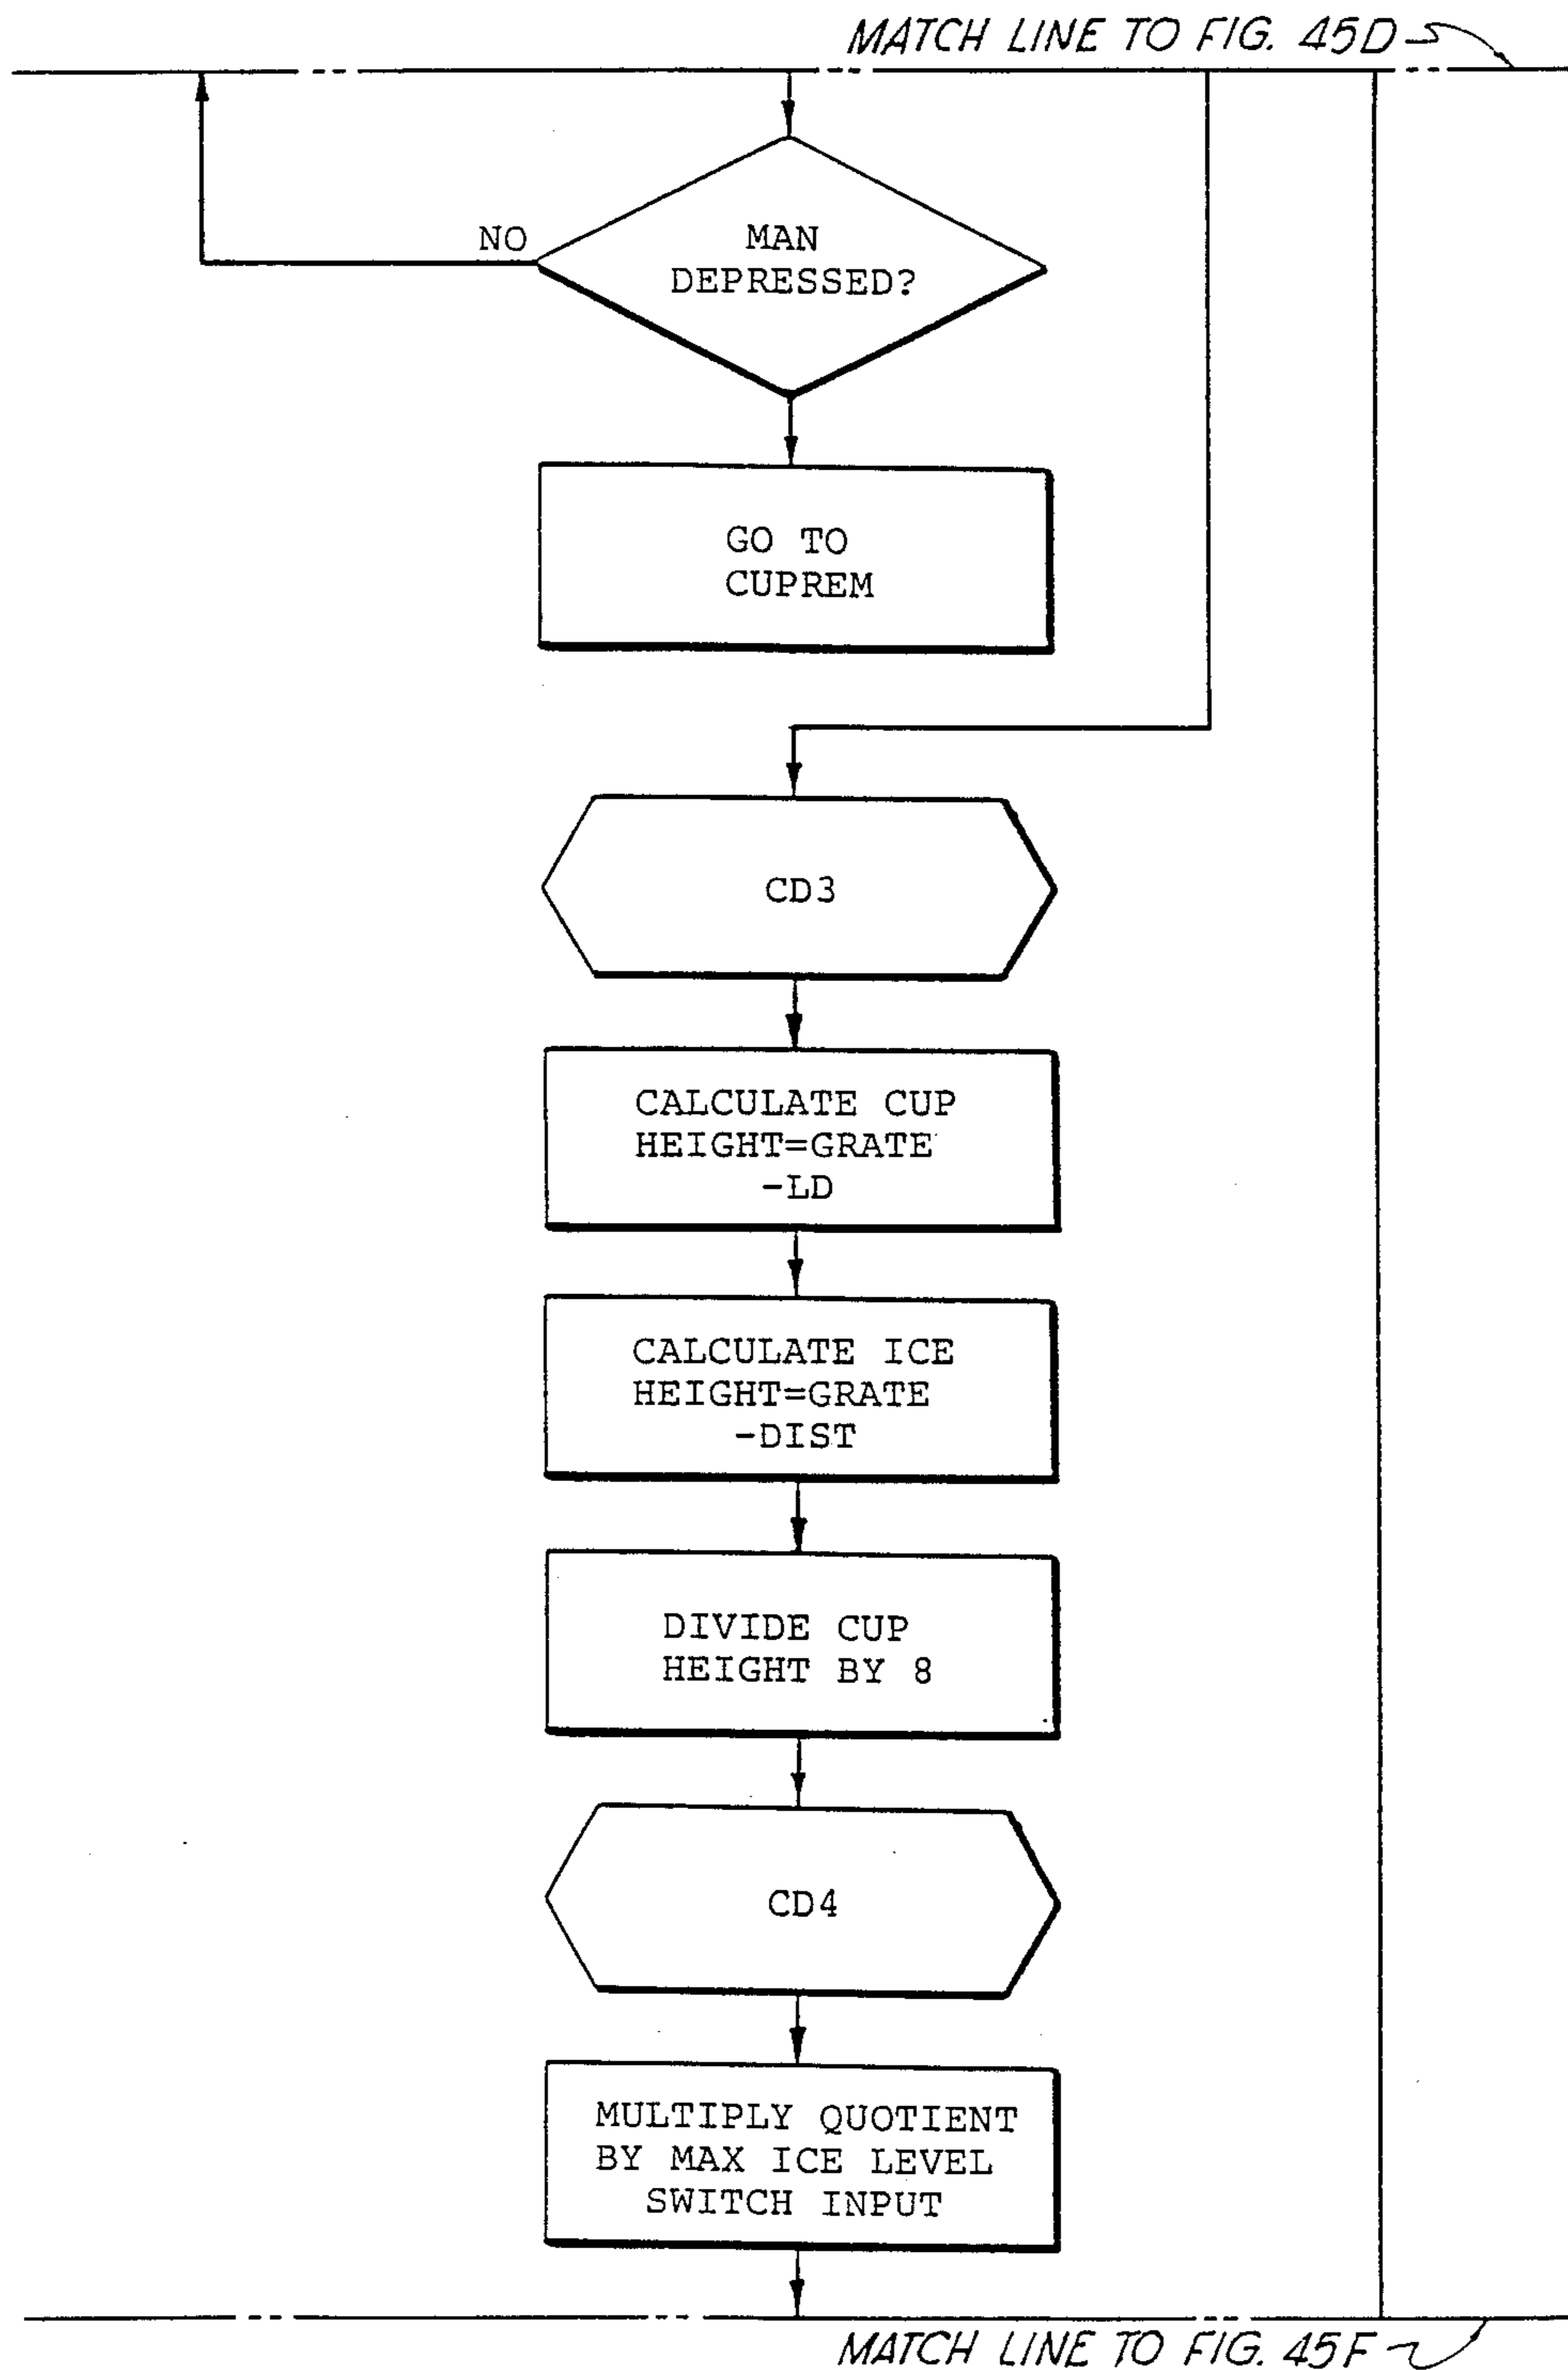 MATCH LINE TO FIG. 45D
NO
MAN
DEPRESSED?
GO TO
CUPREM
CD3
CALCULATE CUP
HEIGHT=GRATE
-LD
CALCULATE ICE
HEIGHT=GRATE
-DIST
DIVIDE CUP
HEIGHT BY 8
CD4
MULTIPLY QUOTIENT
BY MAX ICE LEVEL
SWITCH INPUT
MATCH LINE TO FIG. 45F